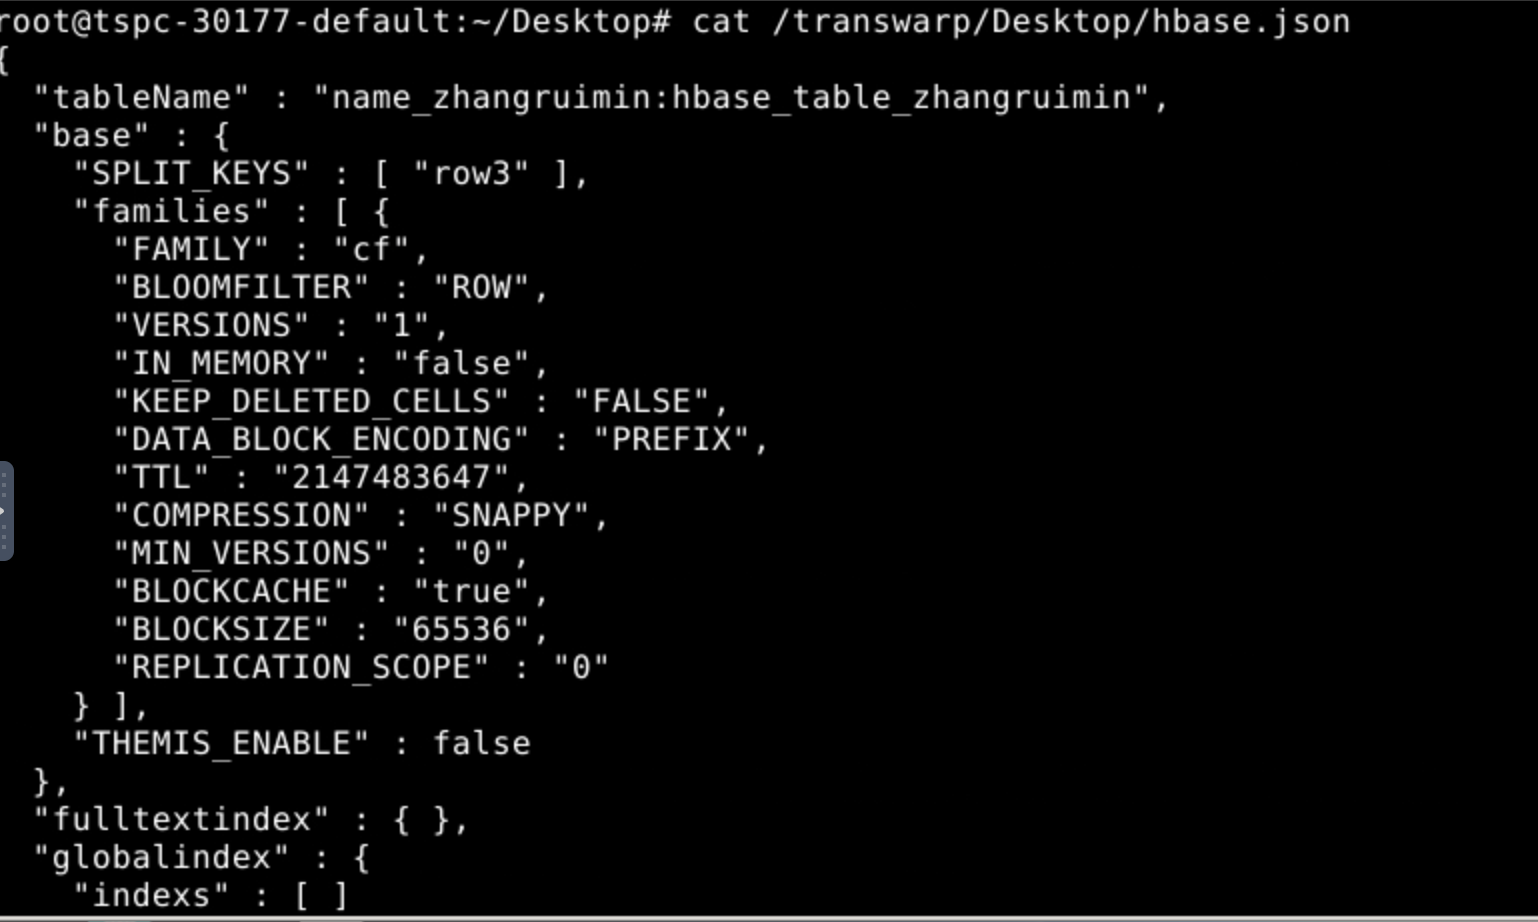 root@tspc-30177-default:~/Desktop# cat /transwarp/Desktop/hbase.json
{
  "tableName" : "name_zhangruimin:hbase_table_zhangruimin",
  "base" : {
    "SPLIT_KEYS" : [ "row3" ],
    "families" : [ {
      "FAMILY" : "cf",
      "BLOOMFILTER" : "ROW",
      "VERSIONS" : "1",
      "IN_MEMORY" : "false",
      "KEEP_DELETED_CELLS" : "FALSE",
      "DATA_BLOCK_ENCODING" : "PREFIX",
      "TTL" : "2147483647",
      "COMPRESSION" : "SNAPPY",
      "MIN_VERSIONS" : "0",
      "BLOCKCACHE" : "true",
      "BLOCKSIZE" : "65536",
      "REPLICATION_SCOPE" : "0"
    } ],
    "THEMIS_ENABLE" : false
  },
  "fulltextindex" : { },
  "globalindex" : {
    "indexs" : [ ]